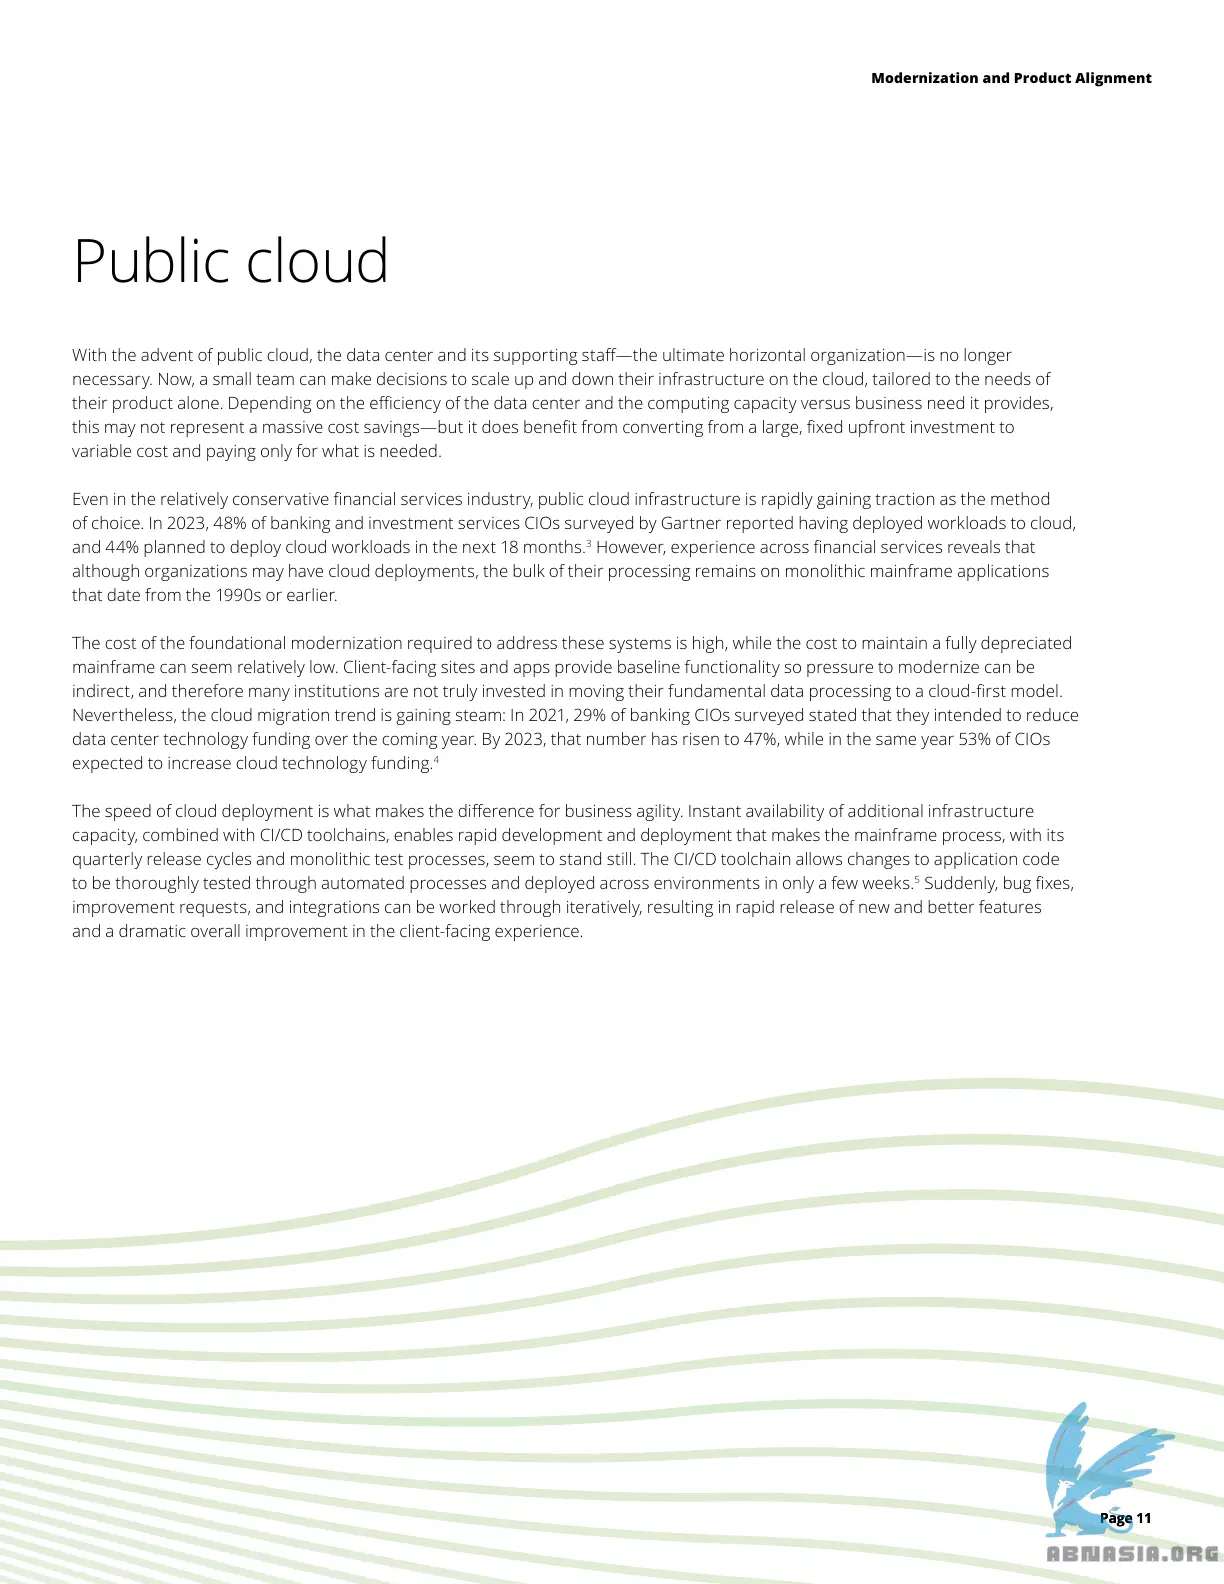 Modernization and Product Alignment
Public cloud
With the advent of public cloud, the data center and its supporting staff—the ultimate horizontal organization—is no longer
necessary. Now, a small team can make decisions to scale up and down their infrastructure on the cloud, tailored to the needs of
their product alone. Depending on the efficiency of the data center and the computing capacity versus business need it provides,
this may not represent a massive cost savings—but it does benefit from converting from a large, fixed upfront investment to
variable cost and paying only for what is needed.
Even in the relatively conservative financial services industry, public cloud infrastructure is rapidly gaining traction as the method
of choice. In 2023, 48% of banking and investment services CIOs surveyed by Gartner reported having deployed workloads to cloud,
and 44% planned to deploy cloud workloads in the next 18 months.³ However, experience across financial services reveals that
although organizations may have cloud deployments, the bulk of their processing remains on monolithic mainframe applications
that date from the 1990s or earlier.
The cost of the foundational modernization required to address these systems is high, while the cost to maintain a fully depreciated
mainframe can seem relatively low. Client-facing sites and apps provide baseline functionality so pressure to modernize can be
indirect, and therefore many institutions are not truly invested in moving their fundamental data processing to a cloud-first model.
Nevertheless, the cloud migration trend is gaining steam: In 2021, 29% of banking CIOs surveyed stated that they intended to reduce
data center technology funding over the coming year. By 2023, that number has risen to 47%, while in the same year 53% of CIOs
expected to increase cloud technology funding.⁴
The speed of cloud deployment is what makes the difference for business agility. Instant availability of additional infrastructure
capacity, combined with CI/CD toolchains, enables rapid development and deployment that makes the mainframe process, with its
quarterly release cycles and monolithic test processes, seem to stand still. The CI/CD toolchain allows changes to application code
to be thoroughly tested through automated processes and deployed across environments in only a few weeks.⁵ Suddenly, bug fixes,
improvement requests, and integrations can be worked through iteratively, resulting in rapid release of new and better features
and a dramatic overall improvement in the client-facing experience.
Page 11
ABNASIA.ORG